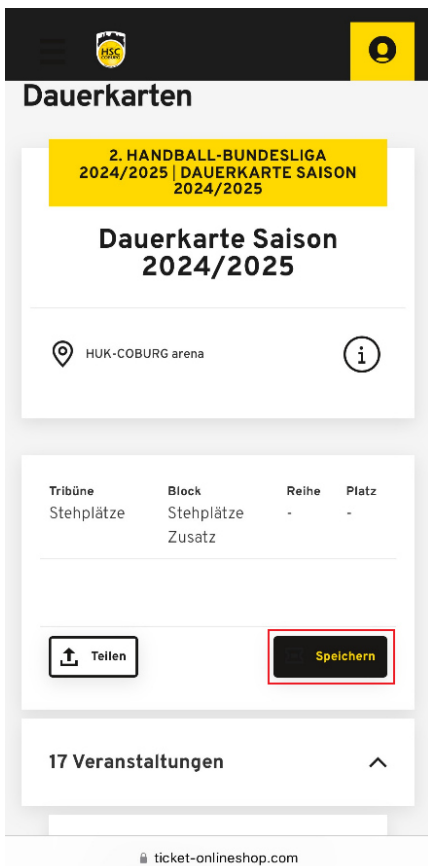 HSC
COBURG
Dauerkarten
2. HANDBALL-BUNDESLIGA
2024/2025 | DAUERKARTE SAISON
2024/2025
Dauerkarte Saison
2024/2025
HUK-COBURG arena
i
Tribüne Block Reihe Platz
Stehplätze Stehplätze - -
Zusatz
Teilen Speichern
17 Veranstaltungen
ticket-onlineshop.com